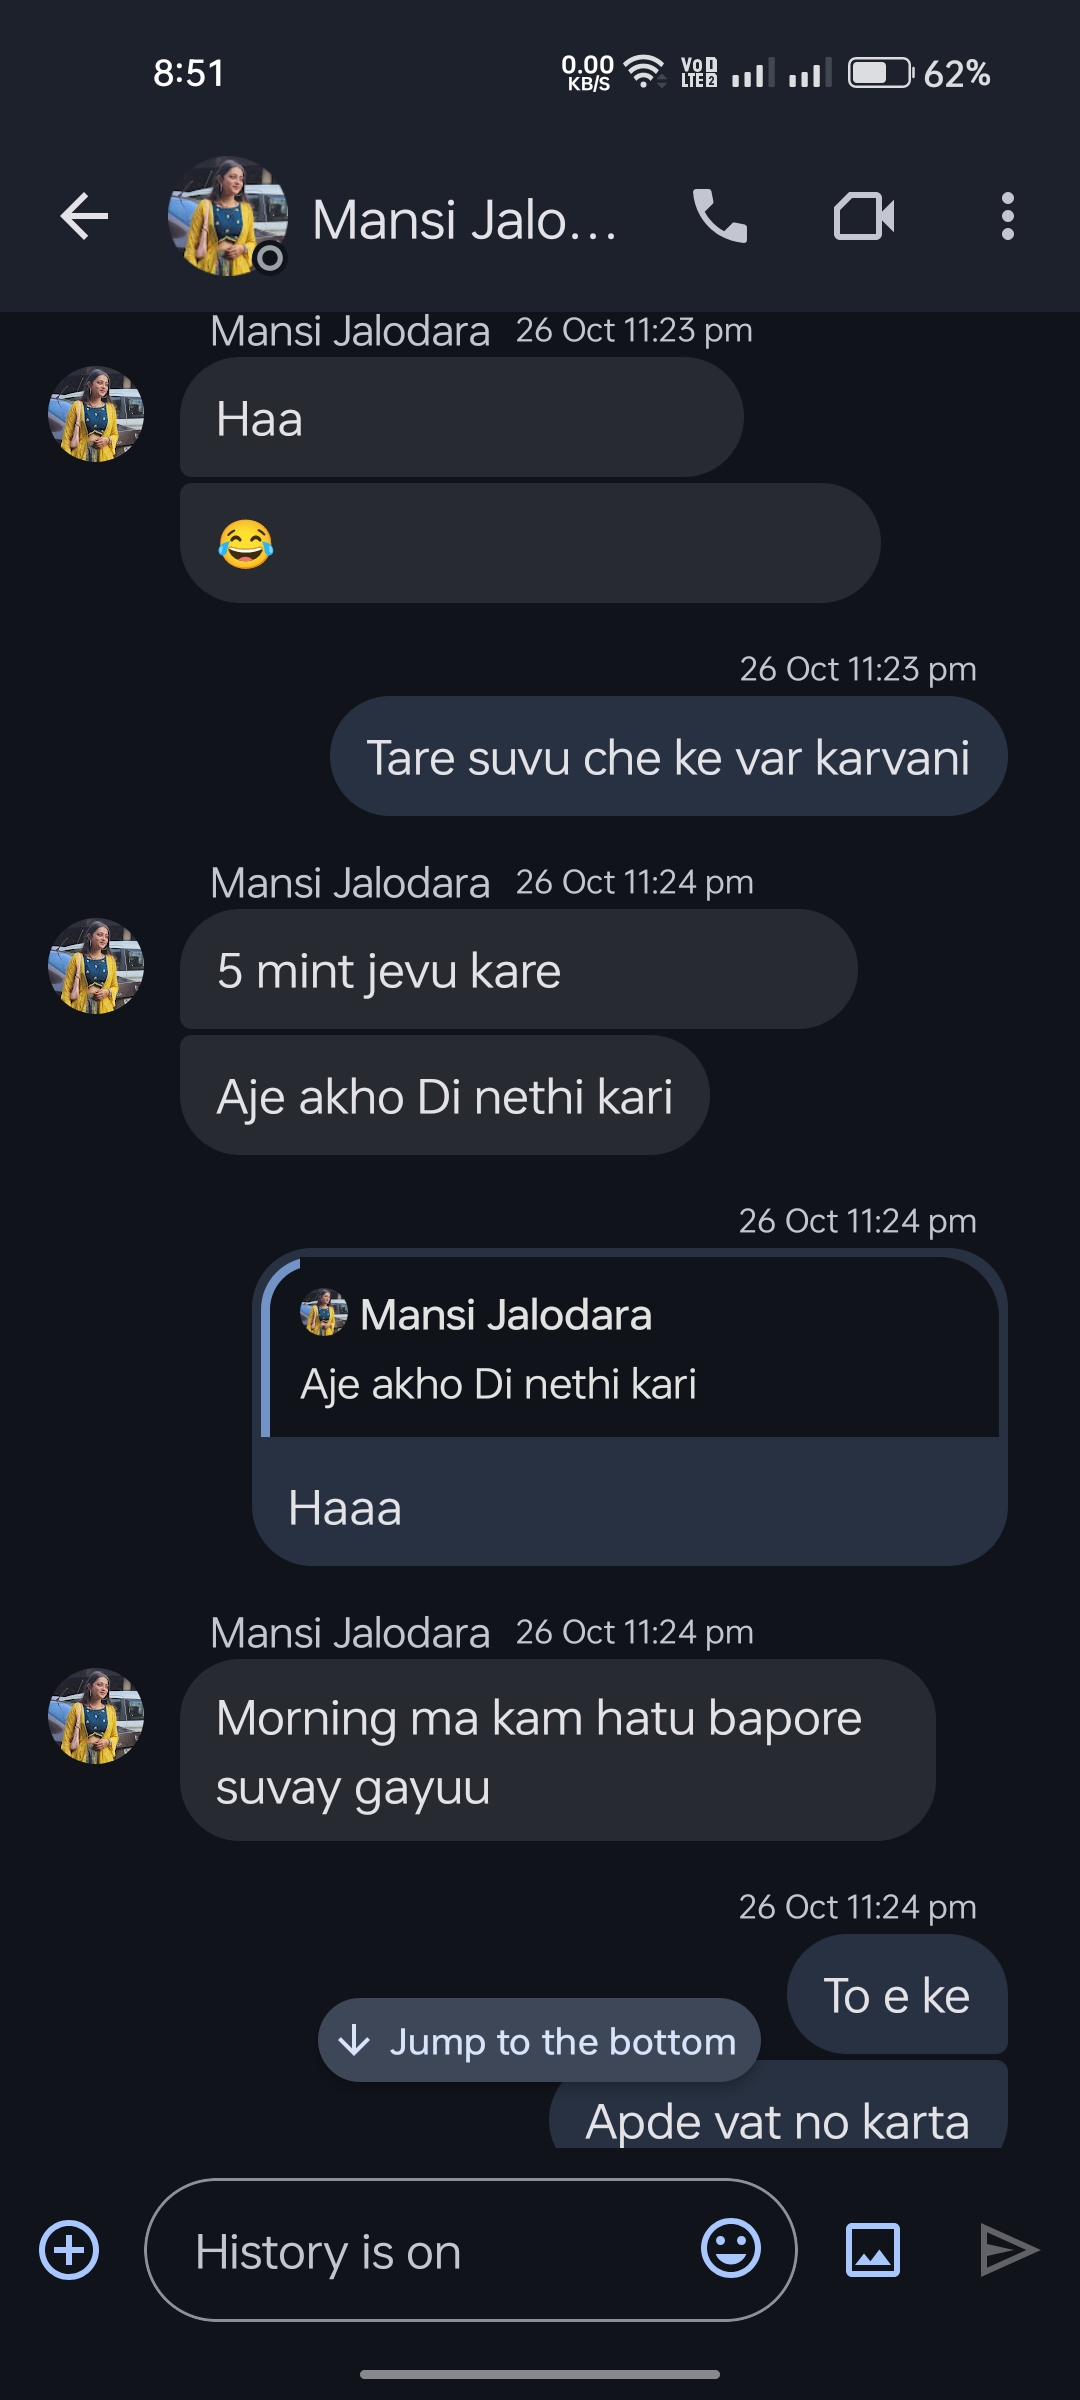 8:51
0.00
KB/S
Vo D
LTE 2
62%
Mansi Jalo...
Mansi Jalodara 26 Oct 11:23 pm
Haa
😂
26 Oct 11:23 pm
Tare suvu che ke var karvani
Mansi Jalodara 26 Oct 11:24 pm
5 mint jevu kare
Aje akho Di nethi kari
26 Oct 11:24 pm
Mansi Jalodara
Aje akho Di nethi kari
Haaa
Mansi Jalodara 26 Oct 11:24 pm
Morning ma kam hatu bapore
suvay gayuu
26 Oct 11:24 pm
To e ke
Jump to the bottom
Apde vat no karta
History is on